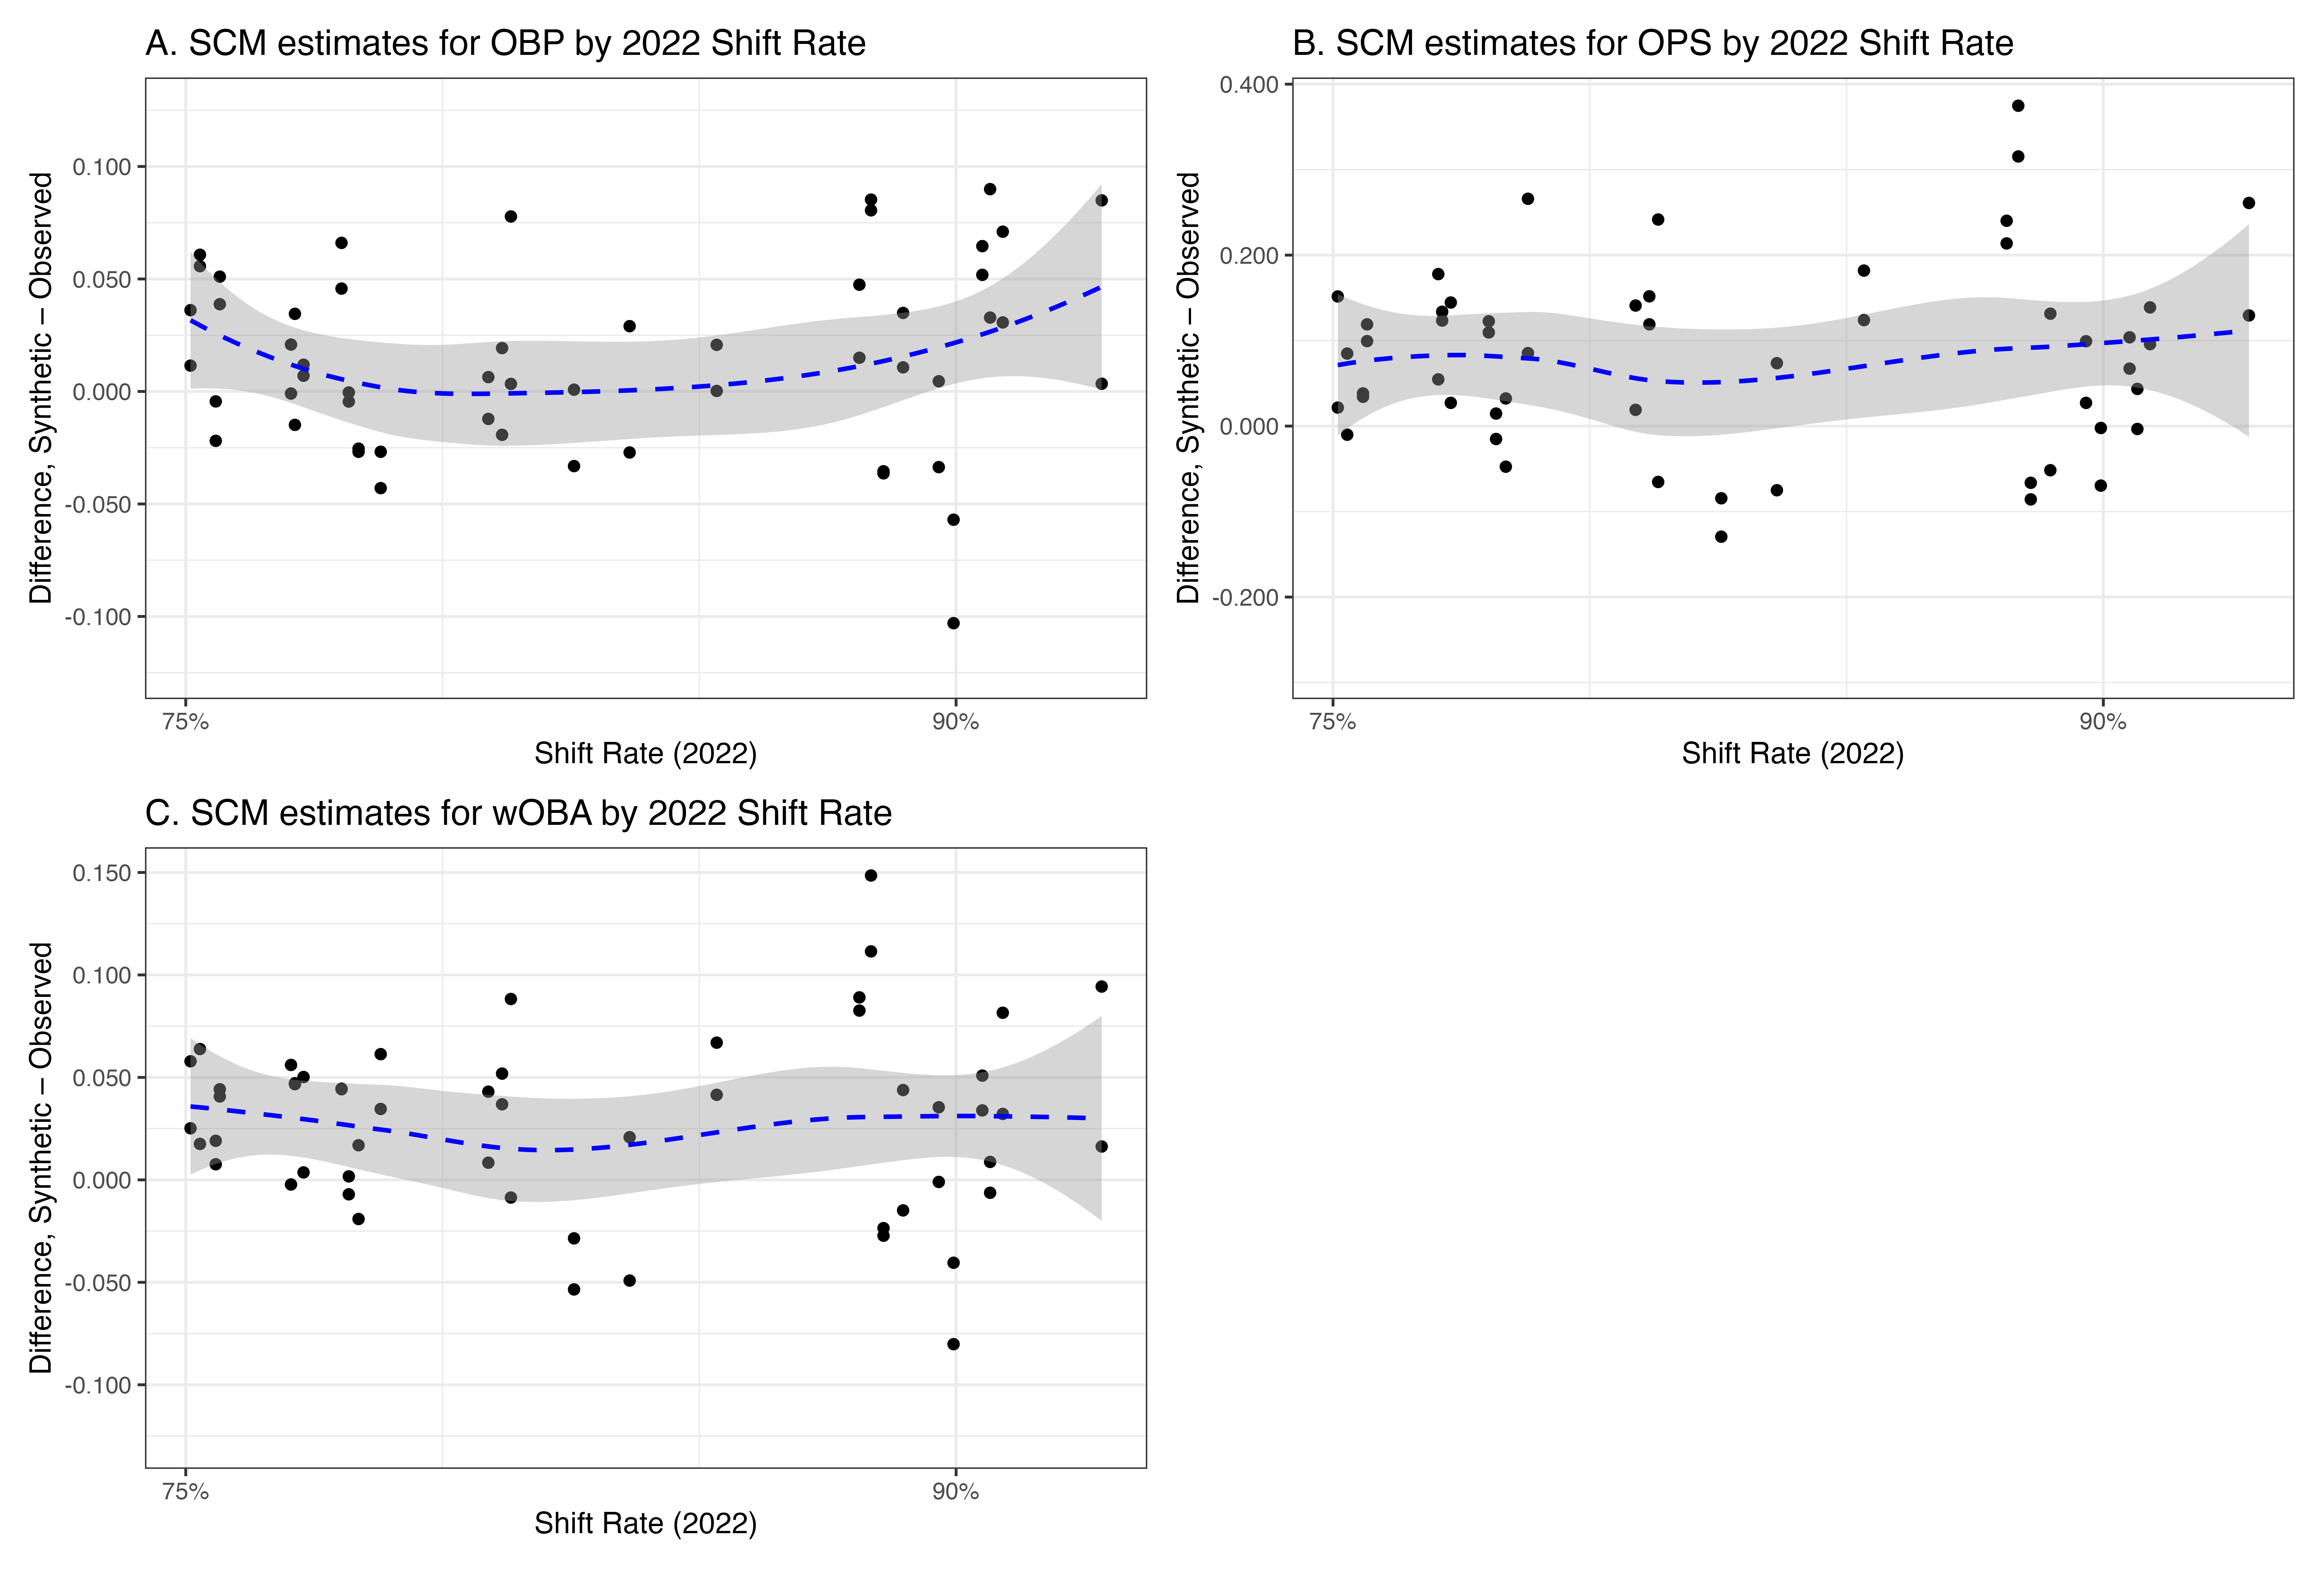 A. SCM estimates for OBP by 2022 Shift Rate
Difference, Synthetic – Observed
0.100
0.050
0.000
-0.050
-0.100
75%
90%
Shift Rate (2022)
B. SCM estimates for OPS by 2022 Shift Rate
Difference, Synthetic – Observed
0.400
0.200
0.000
-0.200
75%
90%
Shift Rate (2022)
C. SCM estimates for wOBA by 2022 Shift Rate
Difference, Synthetic – Observed
0.150
0.100
0.050
0.000
-0.050
-0.100
75%
90%
Shift Rate (2022)